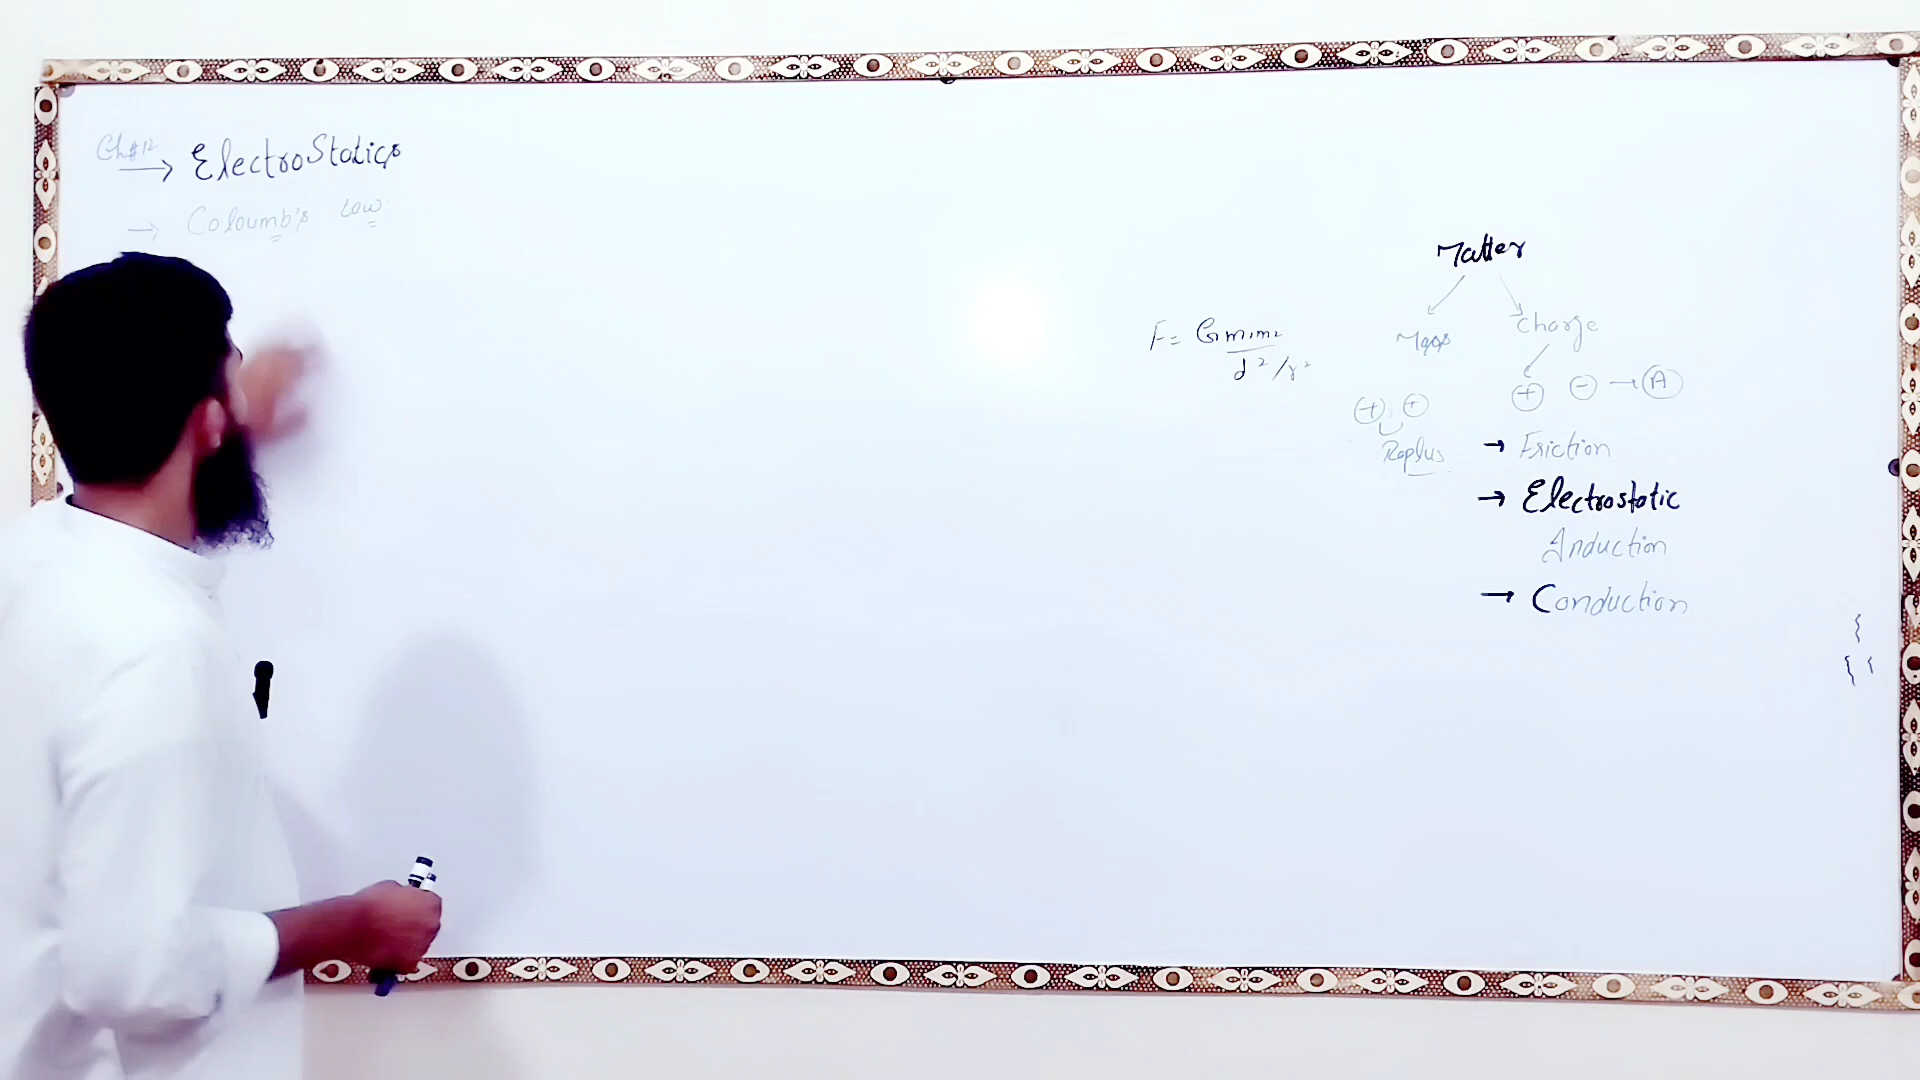 Ch#12
→ ElectroStatics
→ Coloumb's Law
Matter
Mass Charge
F = Gm1m2
d²/r²
+ - → A
+ +
Replus
→ Friction
→ Electrostatic
Induction
→ Conduction